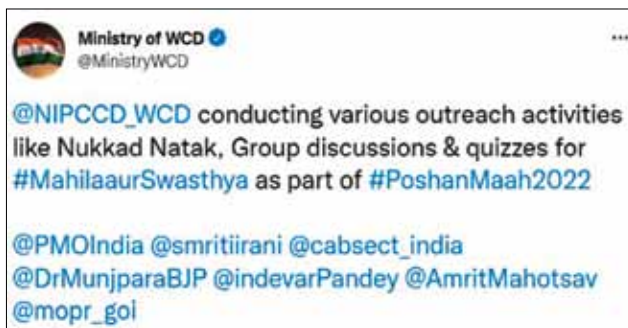 Ministry of WCD
@MinistryWCD
@NIPCCD_WCD conducting various outreach activities
like Nukkad Natak, Group discussions & quizzes for
#MahilaaurSwasthya as part of #PoshanMaah2022
@PMOIndia @smritiirani @cabsect_india
@DrMunjparaBJP @indevarPandey @AmritMahotsav
@mopr_goi